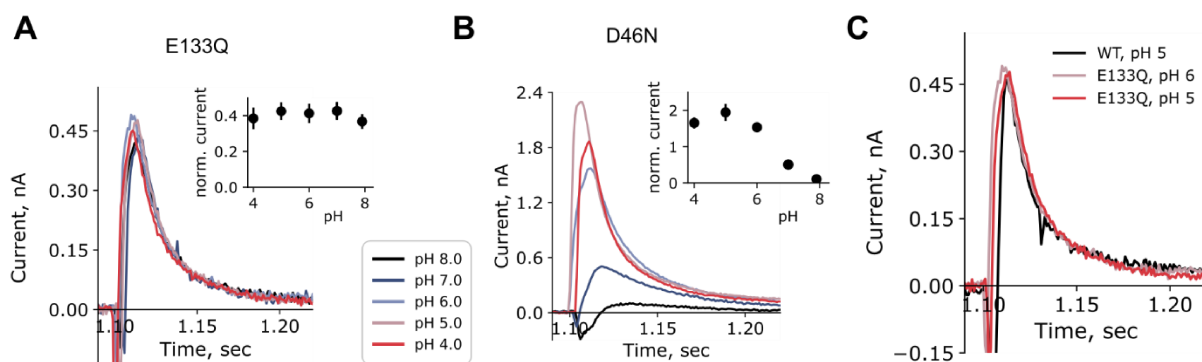 A
E133Q
Current, nA
0.45
0.30
0.15
0.00
1.10
1.15
1.20
Time, sec
norm. current
0.4
0.2
0.0
4
6
8
pH
pH 8.0
pH 7.0
pH 6.0
pH 5.0
pH 4.0
B
D46N
Current, nA
2.4
1.8
1.2
0.6
0.0
1.10
1.15
1.20
Time, sec
norm. current
2
1
0
4
6
8
pH
C
WT, pH 5
E133Q, pH 6
E133Q, pH 5
Current, nA
0.45
0.30
0.15
0.00
−0.15
1.10
1.15
1.20
Time, sec